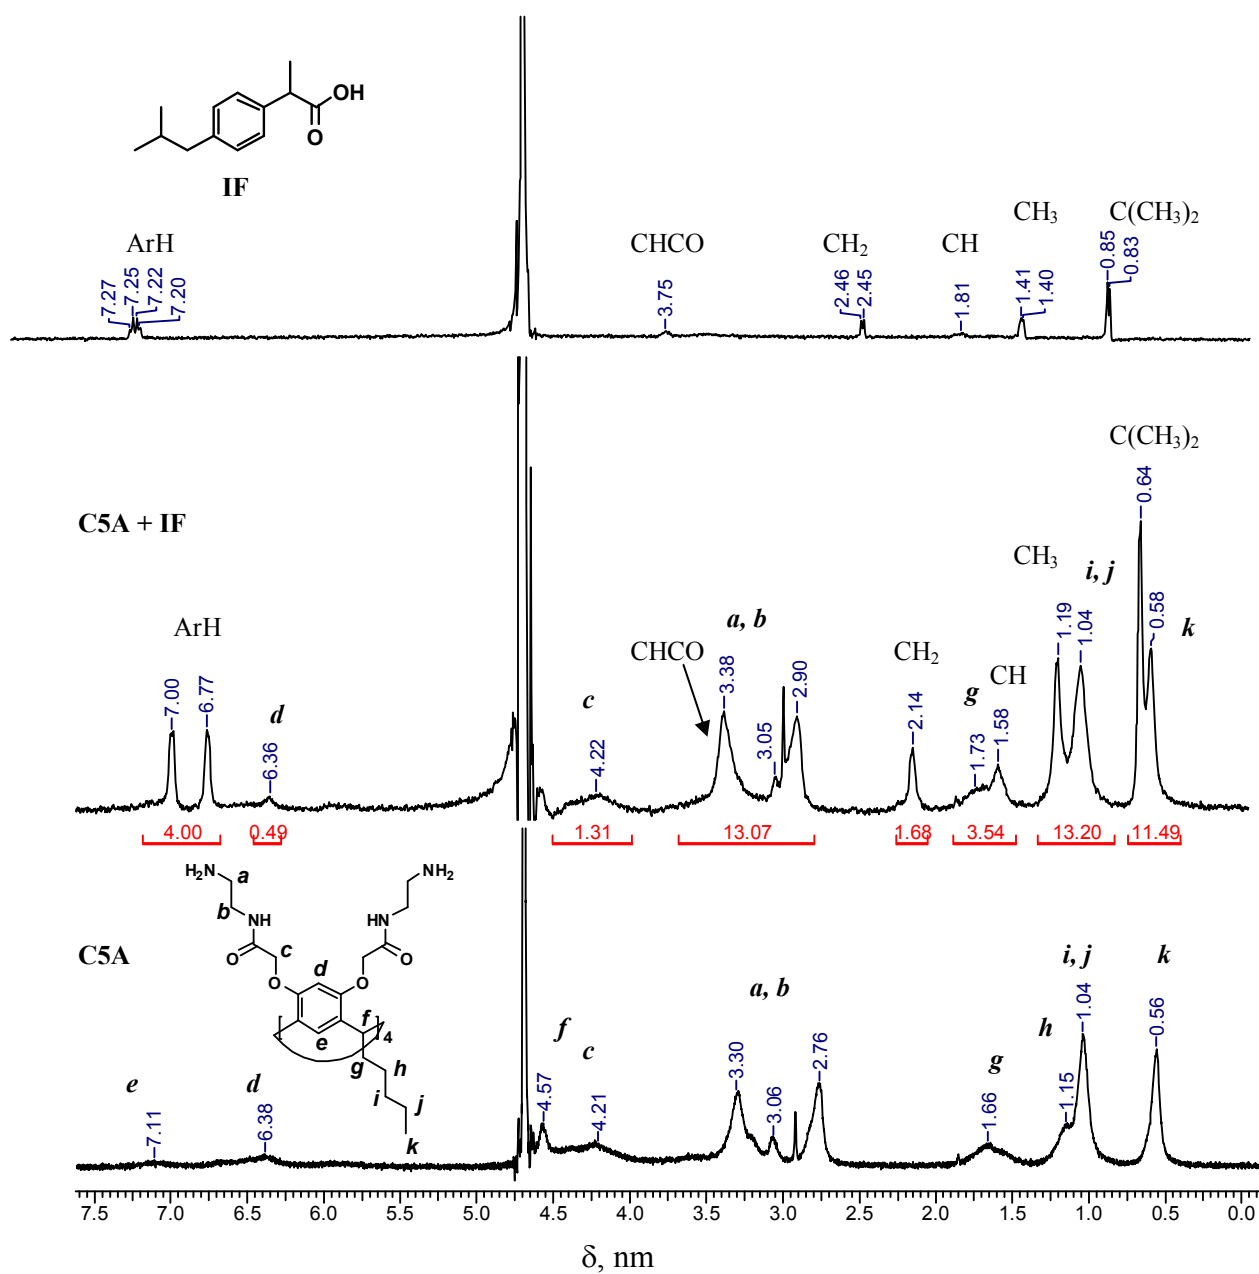 OH
O
IF
ArH
CHCO
CH2
CH
CH3
C(CH3)2
7.27
7.25
7.22
7.20
3.75
2.46
2.45
1.81
1.41
1.40
0.85
0.83
C5A + IF
C(CH3)2
CH3
i, j
k
ArH
d
c
CHCO
a, b
CH2
g
CH
7.00
6.77
6.36
4.22
3.38
3.05
2.90
2.14
1.73
1.58
1.19
1.04
0.64
0.58
4.00
0.49
1.31
13.07
1.68
3.54
13.20
11.49
H2N
NH2
a
b
NH
HN
O
c
O
O
d
O
[
]4
f
e
g
h
i
j
k
C5A
e
d
f
c
a, b
g
h
i, j
k
7.11
6.38
4.57
4.21
3.30
3.06
2.76
1.66
1.15
1.04
0.56
7.5 7.0 6.5 6.0 5.5 5.0 4.5 4.0 3.5 3.0 2.5 2.0 1.5 1.0 0.5 0.0
δ, nm